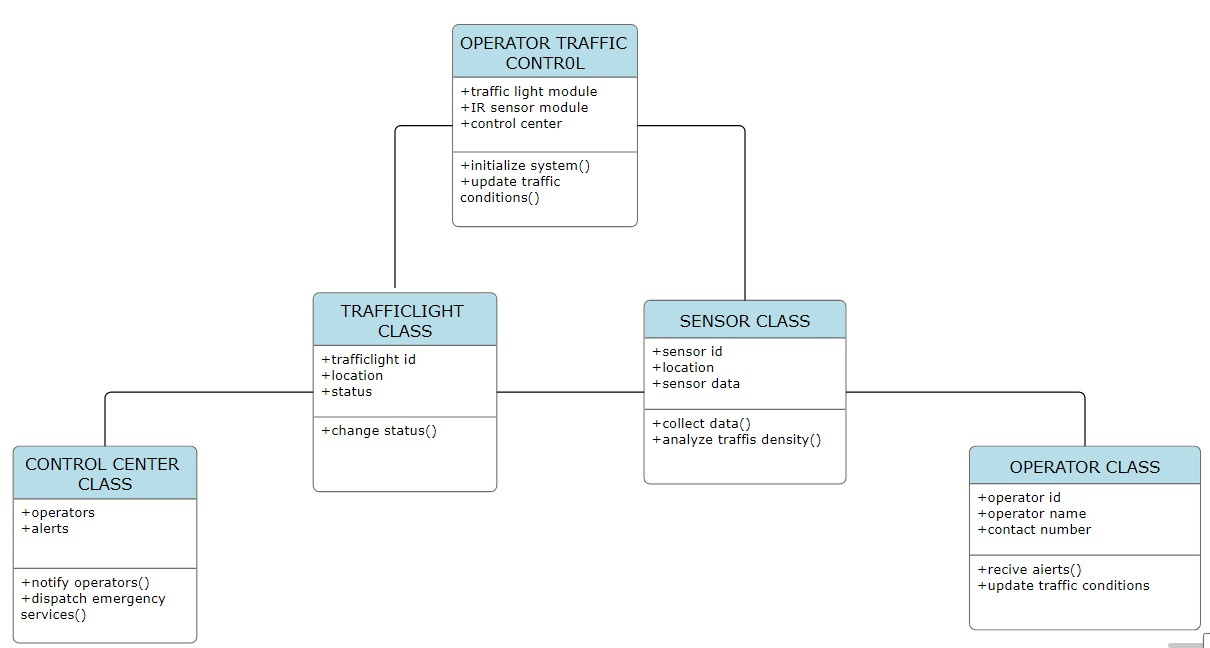 OPERATOR TRAFFIC
CONTR0L
+traffic light module
+IR sensor module
+control center
+initialize system()
+update traffic
conditions()
TRAFFICLIGHT
CLASS
+trafficlight id
+location
+status
+change status()
SENSOR CLASS
+sensor id
+location
+sensor data
+collect data()
+analyze traffis density()
CONTROL CENTER
CLASS
+operators
+alerts
+notify operators()
+dispatch emergency
services()
OPERATOR CLASS
+operator id
+operator name
+contact number
+recive alerts()
+update traffic conditions